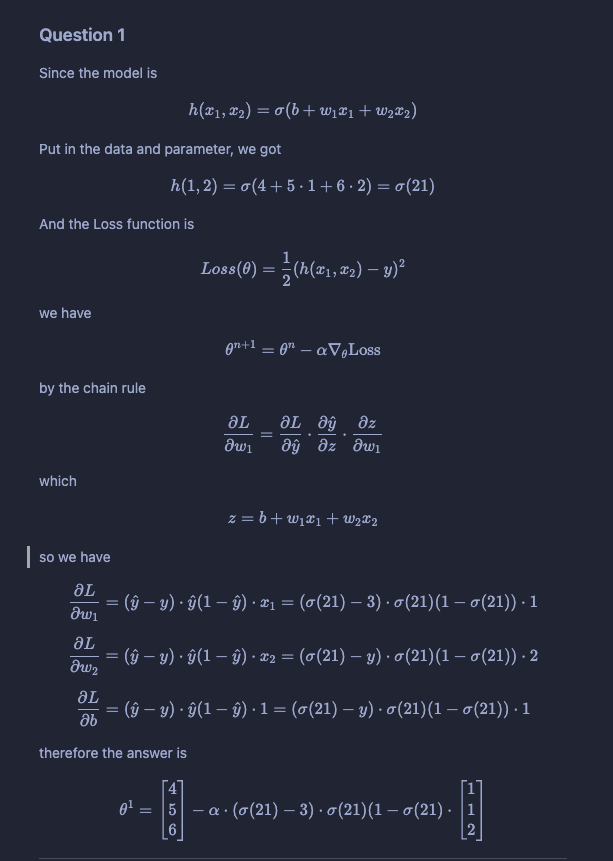 Question 1
Since the model is
h(x₁, x₂) = σ(b + w₁x₁ + w₂x₂)
Put in the data and parameter, we got
h(1, 2) = σ(4 + 5 · 1 + 6 · 2) = σ(21)
And the Loss function is
Loss(θ) = 1/2 (h(x₁, x₂) − y)²
we have
θⁿ⁺¹ = θⁿ − α∇_θ Loss
by the chain rule
∂L/∂w₁ = ∂L/∂ŷ · ∂ŷ/∂z · ∂z/∂w₁
which
z = b + w₁x₁ + w₂x₂
so we have
∂L/∂w₁ = (ŷ − y) · ŷ(1 − ŷ) · x₁ = (σ(21) − 3) · σ(21)(1 − σ(21)) · 1
∂L/∂w₂ = (ŷ − y) · ŷ(1 − ŷ) · x₂ = (σ(21) − y) · σ(21)(1 − σ(21)) · 2
∂L/∂b = (ŷ − y) · ŷ(1 − ŷ) · 1 = (σ(21) − y) · σ(21)(1 − σ(21)) · 1
therefore the answer is
θ¹ = [4 5 6] − α · (σ(21) − 3) · σ(21)(1 − σ(21) · [1 1 2]